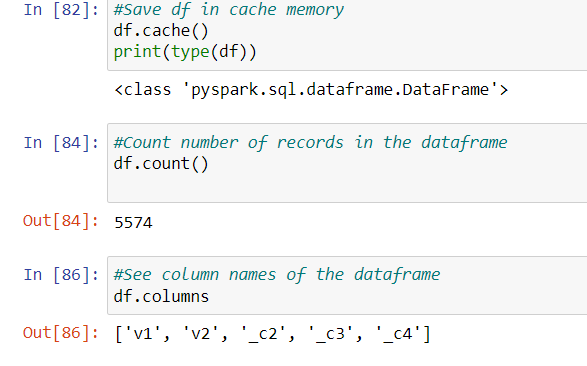 In [82]: #Save df in cache memory
df.cache()
print(type(df))
<class 'pyspark.sql.dataframe.DataFrame'>
In [84]: #Count number of records in the dataframe
df.count()
Out[84]: 5574
In [86]: #See column names of the dataframe
df.columns
Out[86]: ['v1', 'v2', '_c2', '_c3', '_c4']